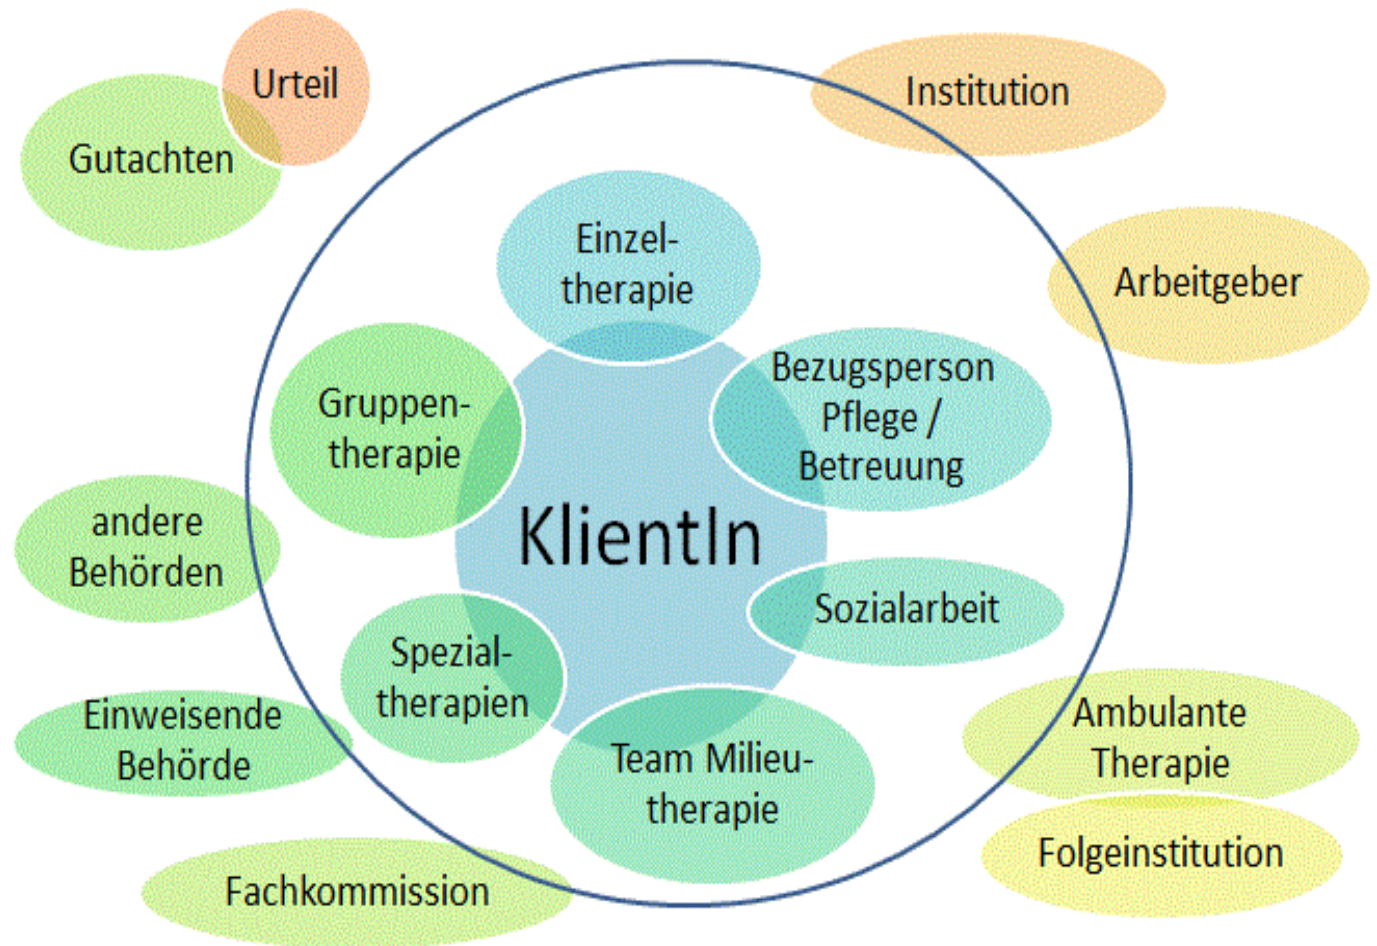 Urteil
Gutachten
Institution
Einzel-
therapie
Arbeitgeber
Bezugsperson
Pflege /
Betreuung
Gruppen-
therapie
KlientIn
andere
Behörden
Sozialarbeit
Spezial-
therapien
Einweisende
Behörde
Team Milieu-
therapie
Ambulante
Therapie
Folgeinstitution
Fachkommission